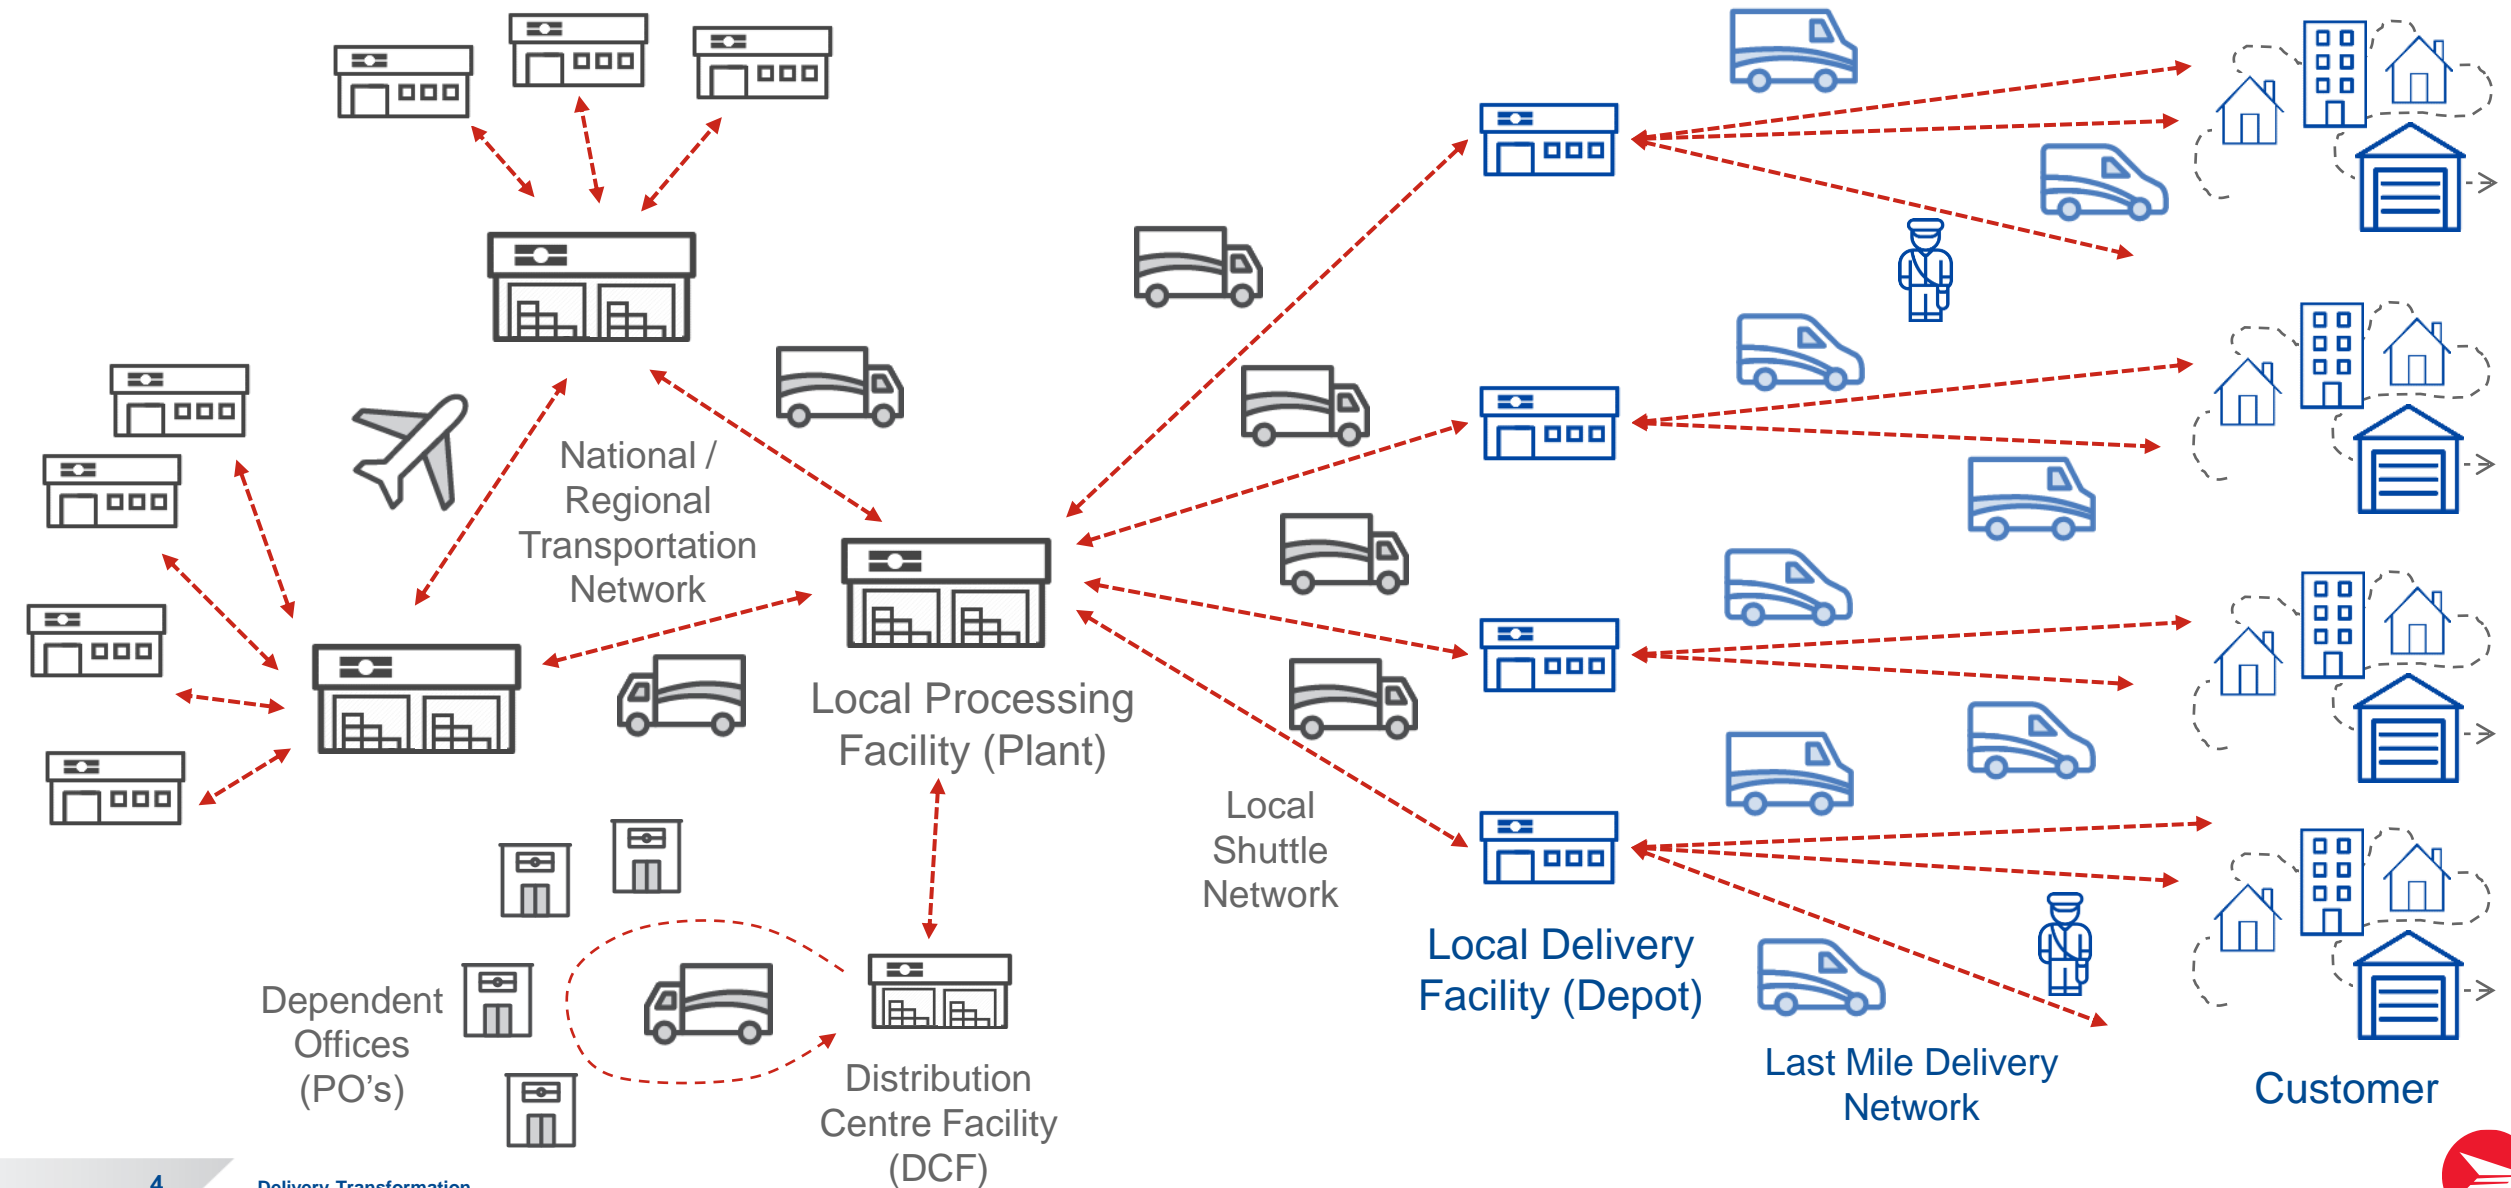 National /
Regional
Transportation
Network
Local Processing
Facility (Plant)
Local
Shuttle
Network
Local Delivery
Facility (Depot)
Dependent
Offices
(PO's)
Distribution
Centre Facility
(DCF)
Last Mile Delivery
Network
Customer
4
Delivery Transformation